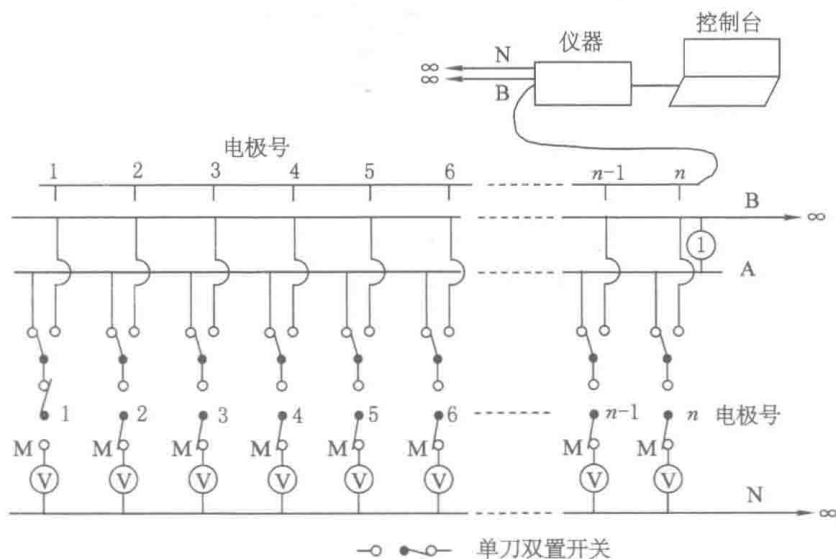 控制台
仪器
∞ N
∞ B
电极号
1 2 3 4 5 6 n-1 n
B ∞
1
A
1 2 3 4 5 6 n-1 n 电极号
M M M M M M M M
V V V V V V V V
N ∞
单刀双置开关